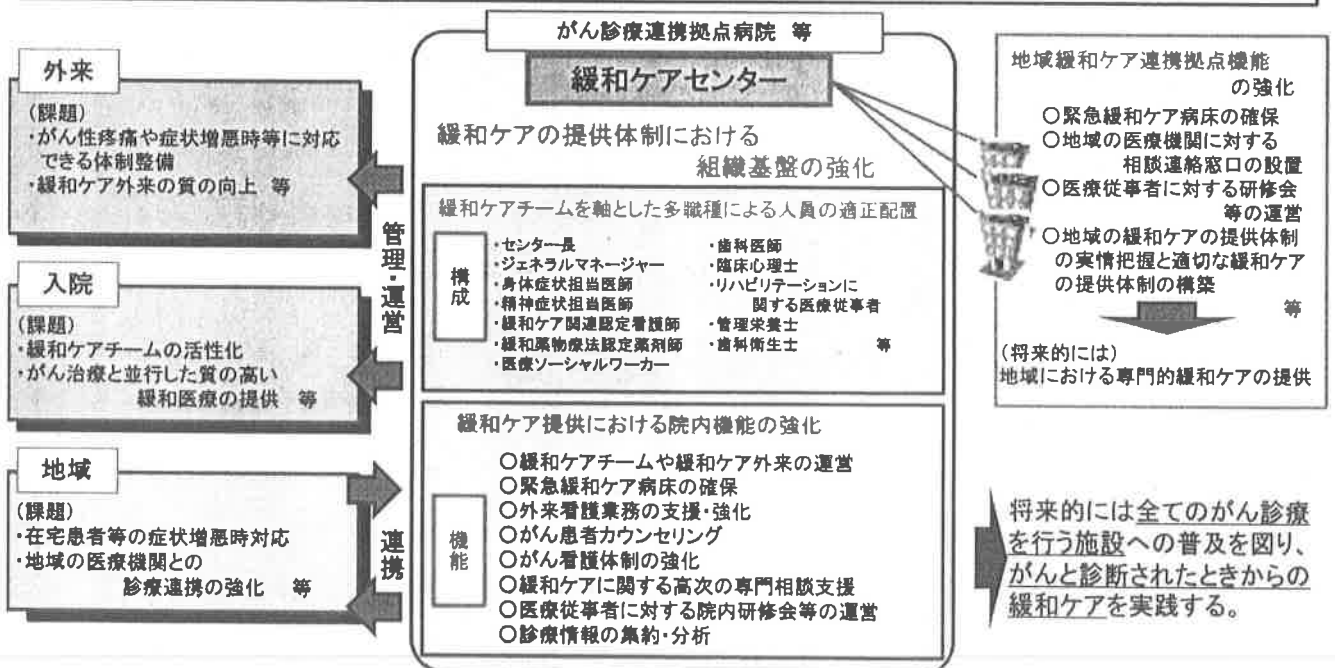 がん診療連携拠点病院 等
緩和ケアセンター
緩和ケアの提供体制における
組織基盤の強化
緩和ケアチームを軸とした多職種による人員の適正配置
構成
・センター長
・ジェネラルマネージャー
・身体症状担当医師
・精神症状担当医師
・緩和ケア関連認定看護師
・緩和薬物療法認定薬剤師
・医療ソーシャルワーカー
・歯科医師
・臨床心理士
・リハビリテーションに
関する医療従事者
・管理栄養士
・歯科衛生士 等
緩和ケア提供における院内機能の強化
機能
○緩和ケアチームや緩和ケア外来の運営
○緊急緩和ケア病床の確保
○外来看護業務の支援・強化
○がん患者カウンセリング
○がん看護体制の強化
○緩和ケアに関する高次の専門相談支援
○医療従事者に対する院内研修会等の運営
○診療情報の集約・分析
外来
(課題)
・がん性疼痛や症状増悪時等に対応
できる体制整備
・緩和ケア外来の質の向上 等
入院
(課題)
・緩和ケアチームの活性化
・がん治療と並行した質の高い
緩和医療の提供 等
管理・運営
地域
(課題)
・在宅患者等の症状増悪時対応
・地域の医療機関との
診療連携の強化 等
連携
地域緩和ケア連携拠点機能
の強化
○緊急緩和ケア病床の確保
○地域の医療機関に対する
相談連絡窓口の設置
○医療従事者に対する研修会
等の運営
○地域の緩和ケアの提供体制
の実情把握と適切な緩和ケア
の提供体制の構築
等
(将来的には)
地域における専門的緩和ケアの提供
将来的には全てのがん診療
を行う施設への普及を図り、
がんと診断されたときからの
緩和ケアを実践する。